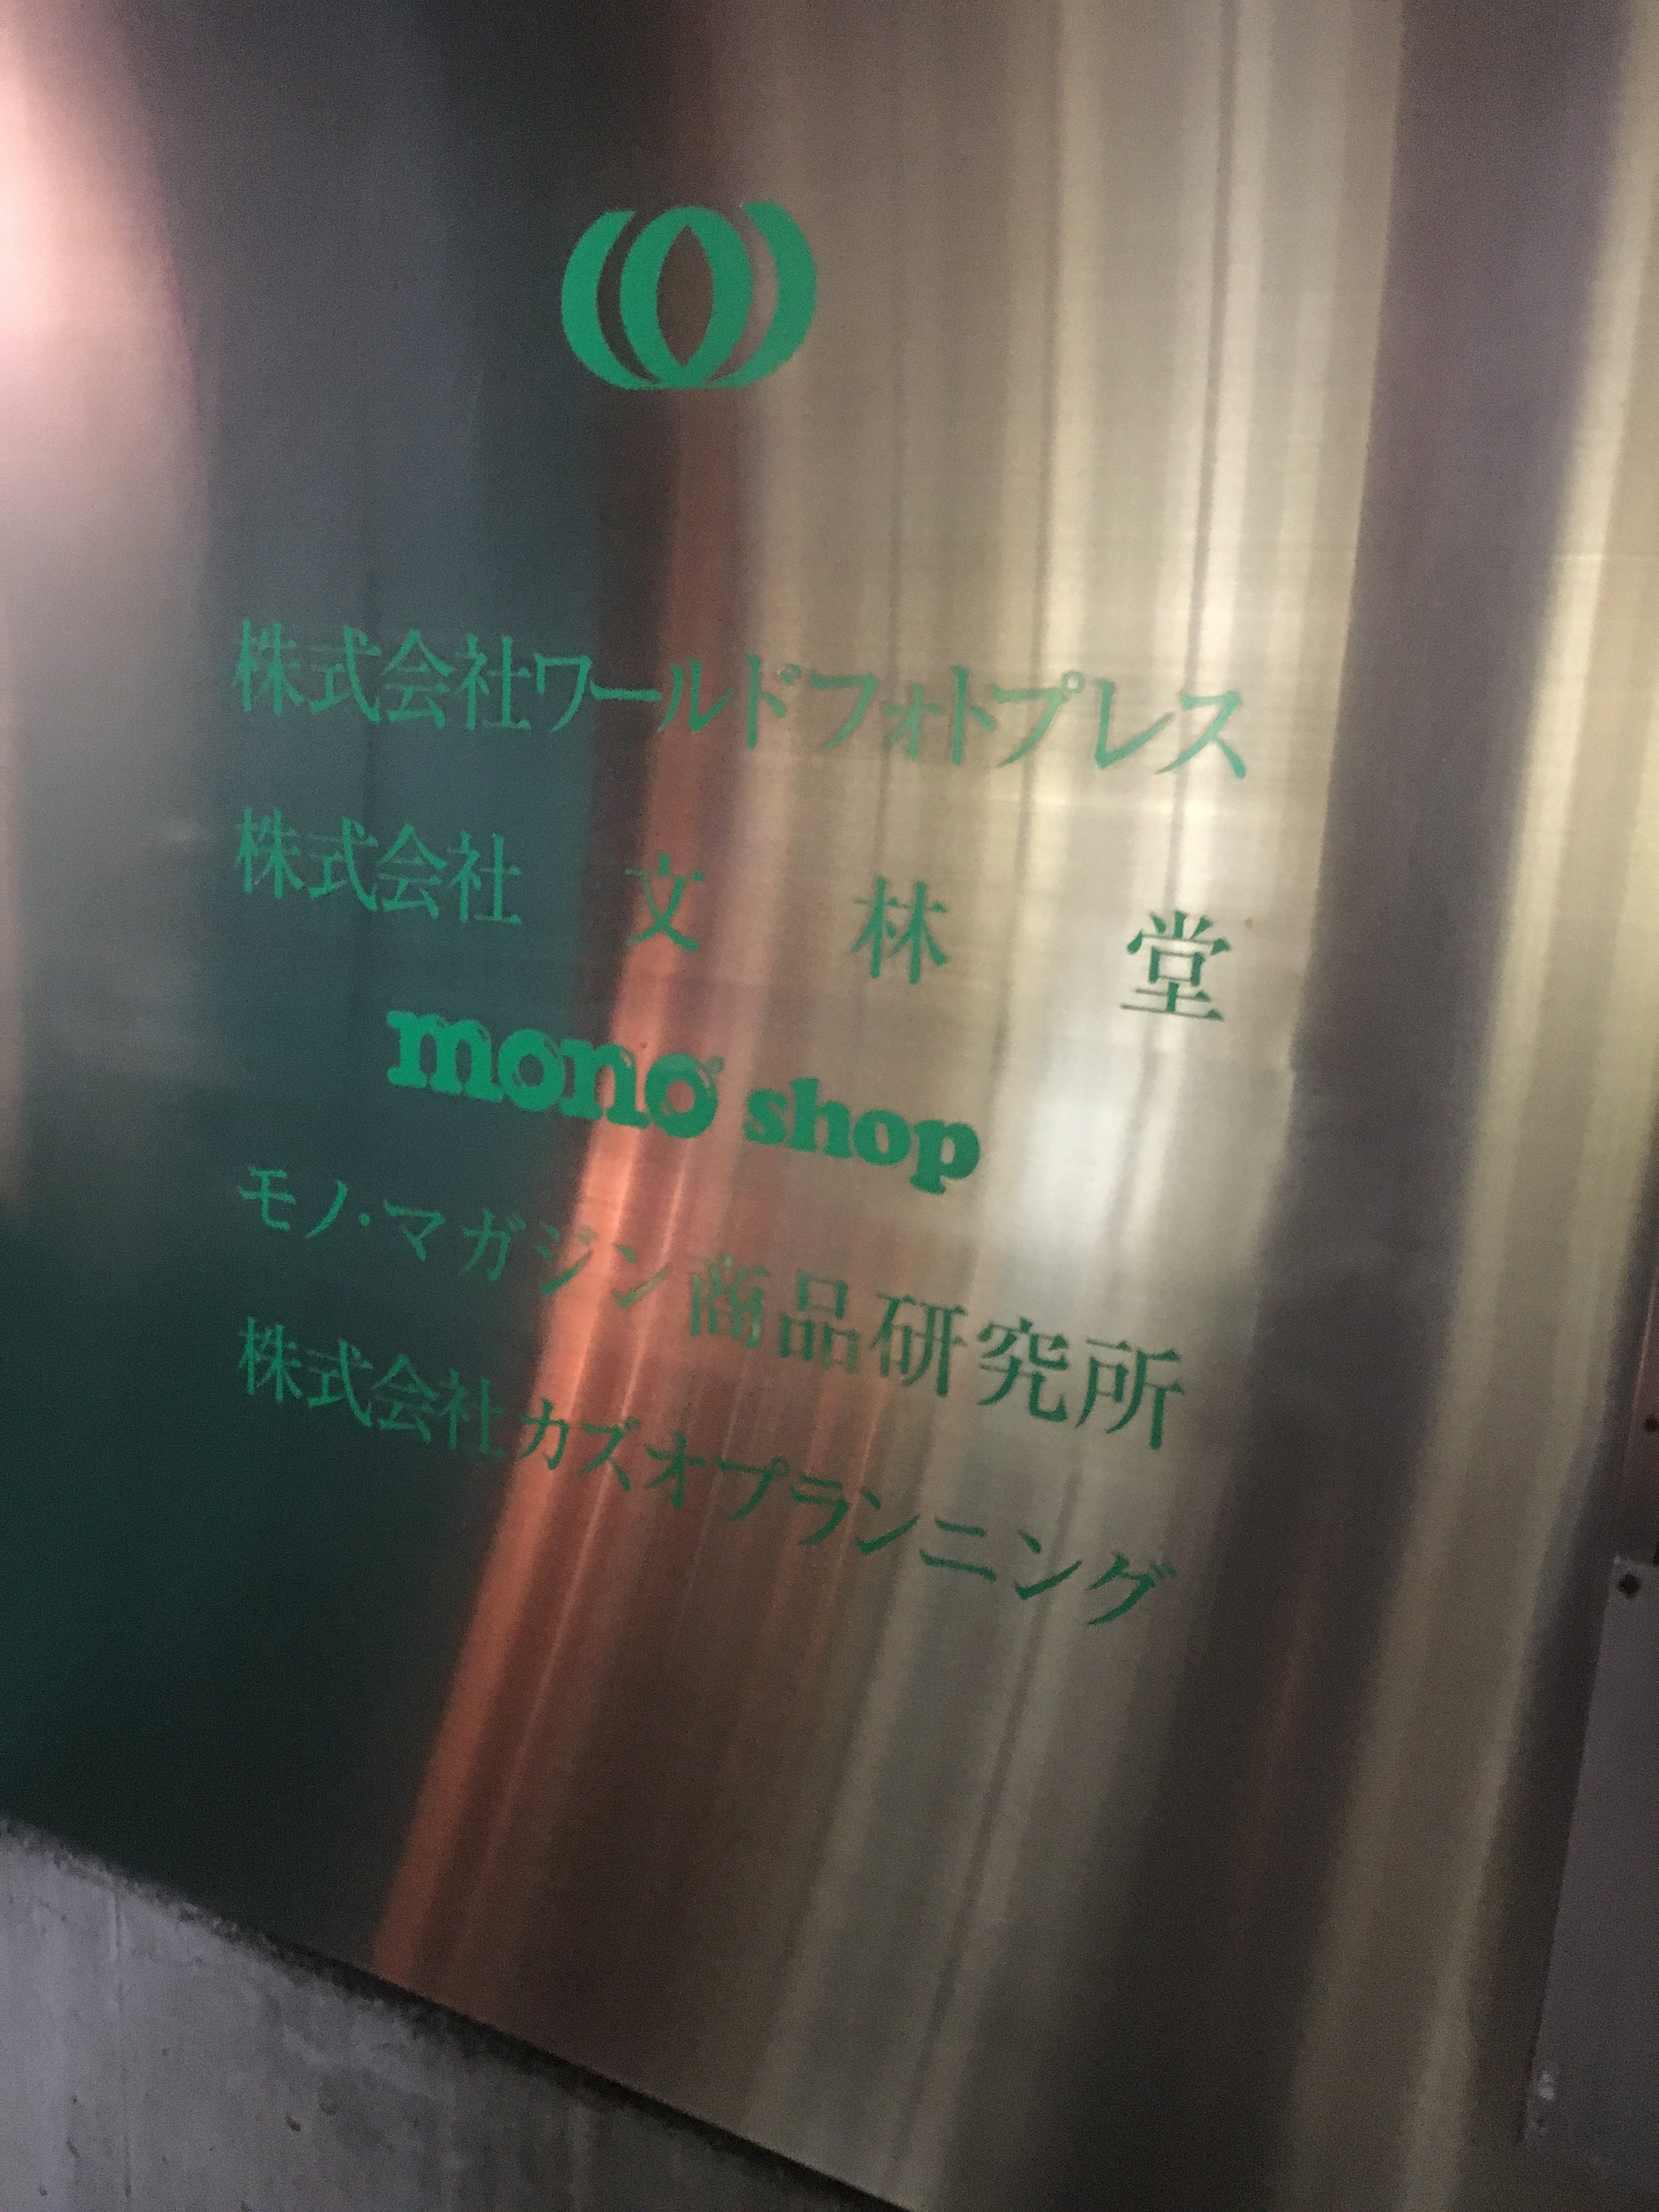 株式会社ワールドフォトプレス
株式会社 文林堂
mono shop
モノ・マガジン商品研究所
株式会社カズオプランニング